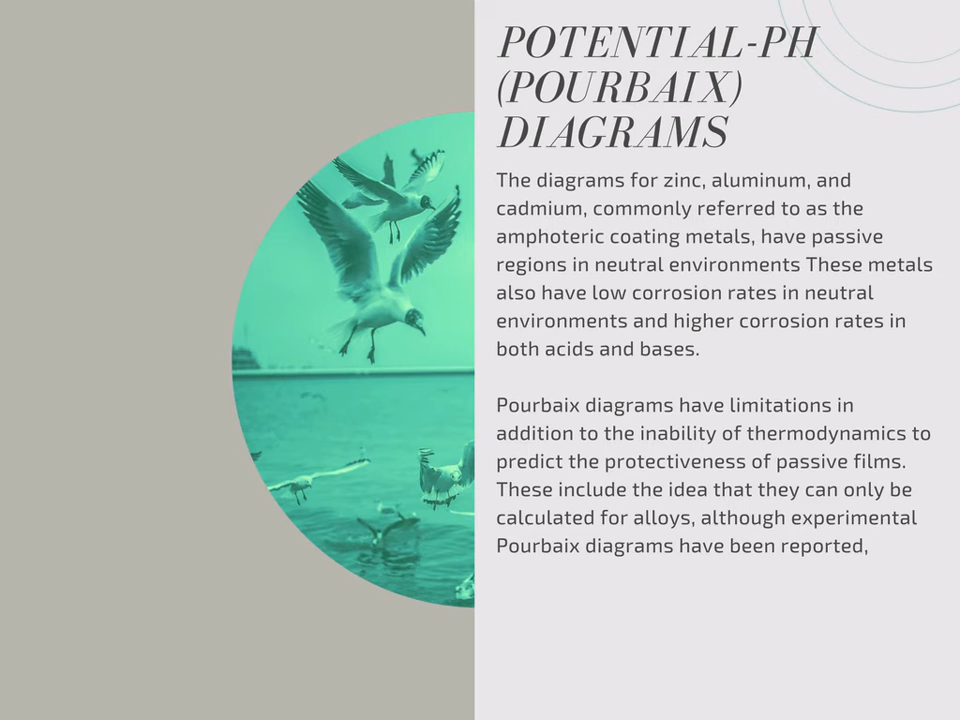 POTENTIAL-PH
(POURBAIX)
DIAGRAMS
The diagrams for zinc, aluminum, and
cadmium, commonly referred to as the
amphoteric coating metals, have passive
regions in neutral environments These metals
also have low corrosion rates in neutral
environments and higher corrosion rates in
both acids and bases.
Pourbaix diagrams have limitations in
addition to the inability of thermodynamics to
predict the protectiveness of passive films.
These include the idea that they can only be
calculated for alloys, although experimental
Pourbaix diagrams have been reported,